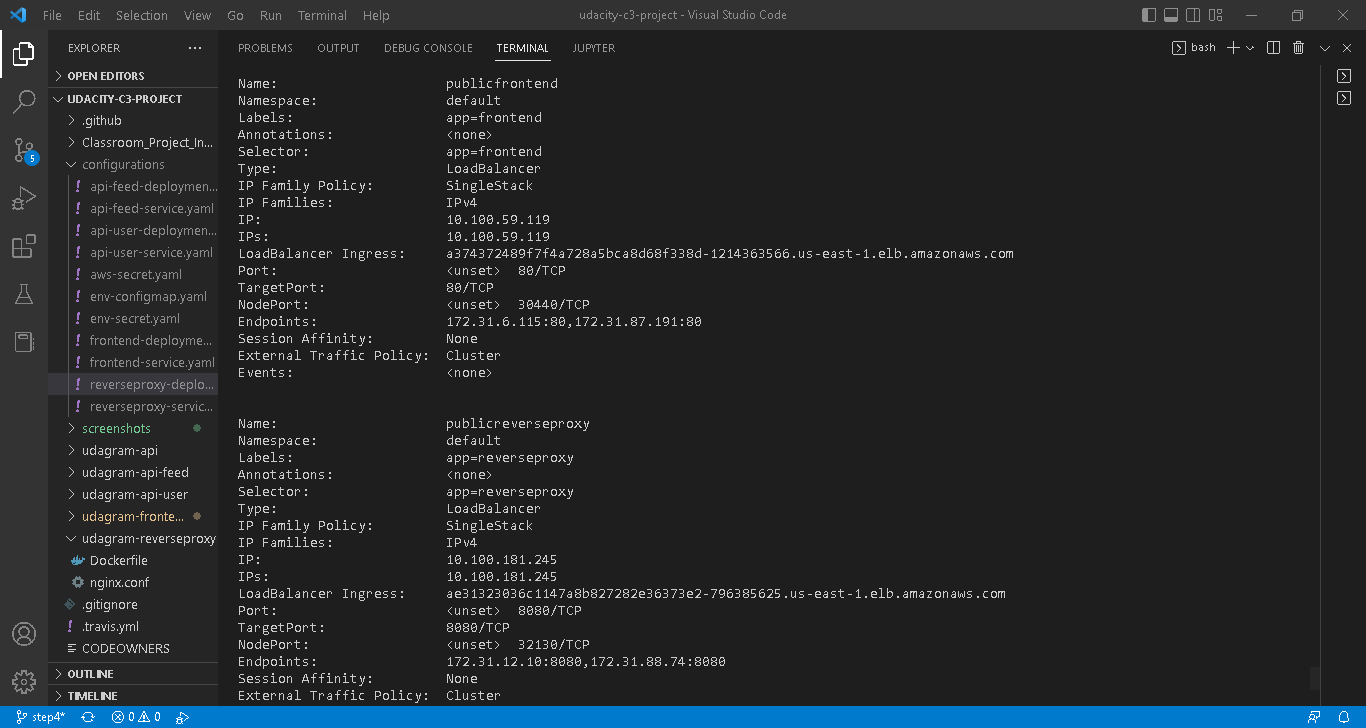 File Edit Selection View Go Run Terminal Help udacity-c3-project - Visual Studio Code
EXPLORER
OPEN EDITORS
UDACITY-C3-PROJECT
.github
Classroom_Project_In...
configurations
! api-feed-deploymen...
! api-feed-service.yaml
! api-user-deploymen...
! api-user-service.yaml
! aws-secret.yaml
! env-configmap.yaml
! env-secret.yaml
! frontend-deployme...
! frontend-service.yaml
! reverseproxy-deplo...
! reverseproxy-servic...
screenshots
udagram-api
udagram-api-feed
udagram-api-user
udagram-fronte...
udagram-reverseproxy
Dockerfile
nginx.conf
.gitignore
! .travis.yml
CODEOWNERS
OUTLINE
TIMELINE
5
PROBLEMS OUTPUT DEBUG CONSOLE TERMINAL JUPYTER bash
Name: publicfrontend
Namespace: default
Labels: app=frontend
Annotations: <none>
Selector: app=frontend
Type: LoadBalancer
IP Family Policy: SingleStack
IP Families: IPv4
IP: 10.100.59.119
IPs: 10.100.59.119
LoadBalancer Ingress: a374372489f7f4a728a5bca8d68f338d-1214363566.us-east-1.elb.amazonaws.com
Port: <unset> 80/TCP
TargetPort: 80/TCP
NodePort: <unset> 30440/TCP
Endpoints: 172.31.6.115:80,172.31.87.191:80
Session Affinity: None
External Traffic Policy: Cluster
Events: <none>
Name: publicreverseproxy
Namespace: default
Labels: app=reverseproxy
Annotations: <none>
Selector: app=reverseproxy
Type: LoadBalancer
IP Family Policy: SingleStack
IP Families: IPv4
IP: 10.100.181.245
IPs: 10.100.181.245
LoadBalancer Ingress: ae31323036c1147a8b827282e36373e2-796385625.us-east-1.elb.amazonaws.com
Port: <unset> 8080/TCP
TargetPort: 8080/TCP
NodePort: <unset> 32130/TCP
Endpoints: 172.31.12.10:8080,172.31.88.74:8080
Session Affinity: None
External Traffic Policy: Cluster
step4* 0 0